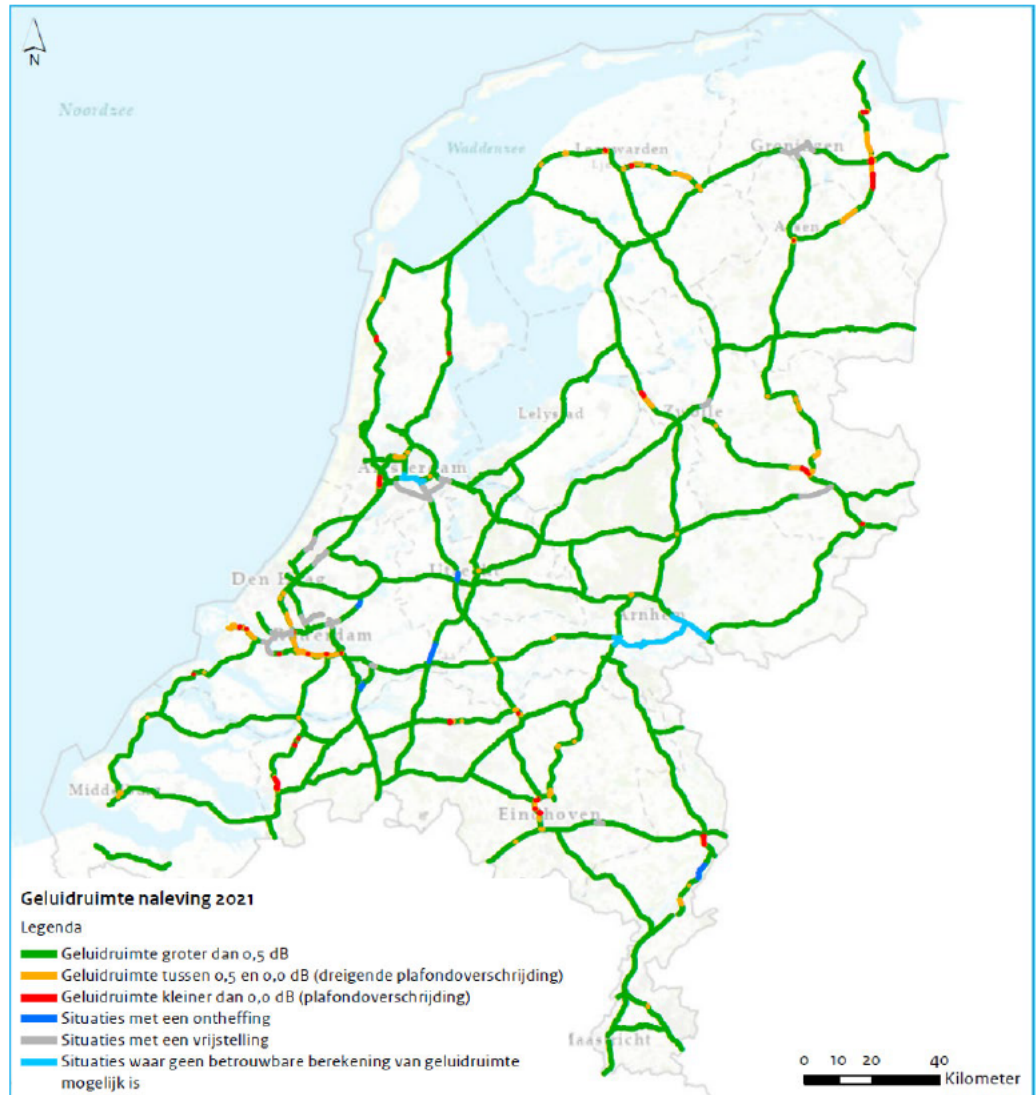 N
Noordzee
Waddenzee
Leeuwarden
Groningen
Assen
Lelystad
Zwolle
Amsterdam
Den Haag
Utrecht
Rotterdam
Arnhem
Middelburg
Eindhoven
Maastricht
Geluidruimte naleving 2021
Legenda
Geluidruimte groter dan 0,5 dB
Geluidruimte tussen 0,5 en 0,0 dB (dreigende plafondoverschrijding)
Geluidruimte kleiner dan 0,0 dB (plafondoverschrijding)
Situaties met een ontheffing
Situaties met een vrijstelling
Situaties waar geen betrouwbare berekening van geluidruimte
mogelijk is
0 10 20 40
Kilometer